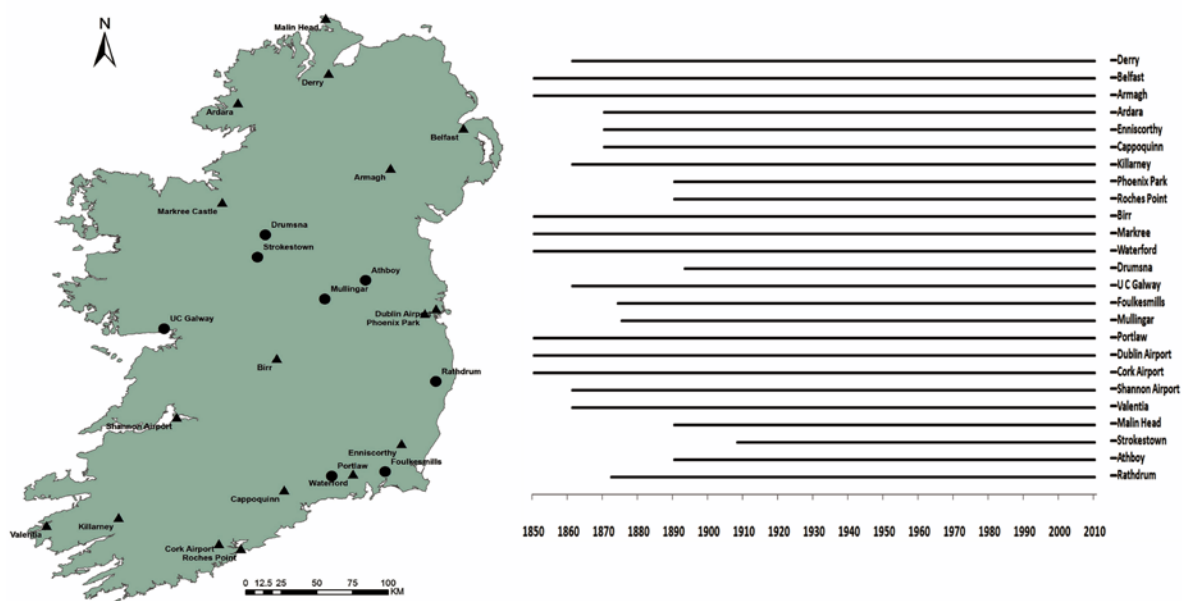 N
Malin Head
Derry
Ardara
Belfast
Armagh
Markree Castle
Drumsna
Strokestown
Athboy
Mullingar
Dublin Airport
Phoenix Park
UC Galway
Birr
Rathdrum
Shannon Airport
Enniscorthy
Foulkesmills
Portlaw
Waterford
Cappoquinn
Killarney
Valentia
Cork Airport
Roches Point
0 12.5 25 50 75 100
KM
Derry
Belfast
Armagh
Ardara
Enniscorthy
Cappoquinn
Killarney
Phoenix Park
Roches Point
Birr
Markree
Waterford
Drumsna
U C Galway
Foulkesmills
Mullingar
Portlaw
Dublin Airport
Cork Airport
Shannon Airport
Valentia
Malin Head
Strokestown
Athboy
Rathdrum
1850 1860 1870 1880 1890 1900 1910 1920 1930 1940 1950 1960 1970 1980 1990 2000 2010